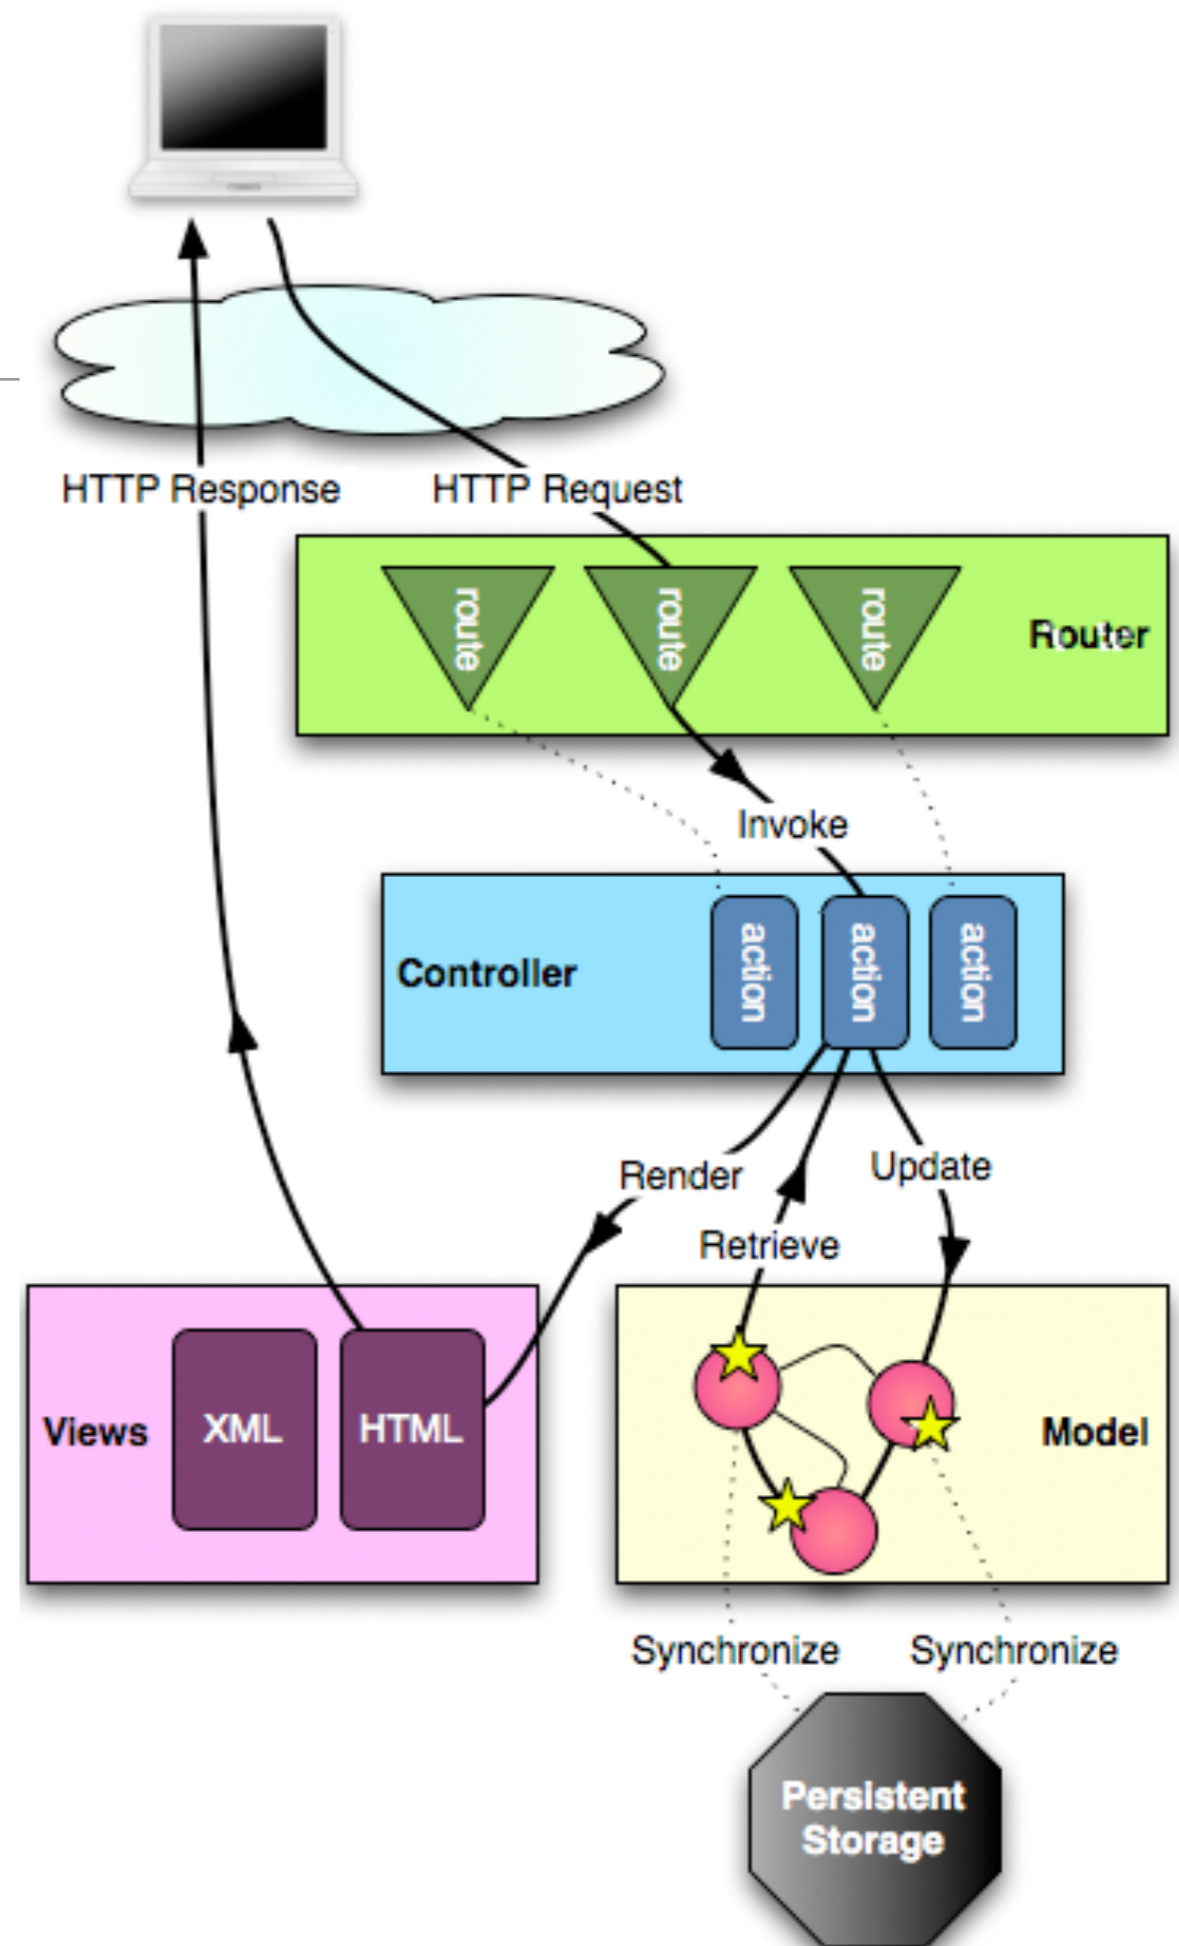 HTTP Response
HTTP Request
route
route
route
Router
Invoke
Controller
action
action
action
Render
Update
Retrieve
Views
XML
HTML
Model
Synchronize
Synchronize
Persistent
Storage